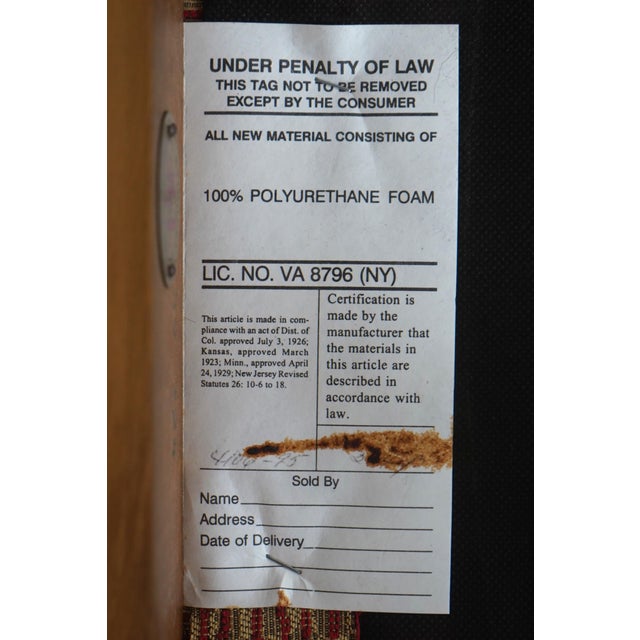 UNDER PENALTY OF LAW
THIS TAG NOT TO BE REMOVED
EXCEPT BY THE CONSUMER
ALL NEW MATERIAL CONSISTING OF
100% POLYURETHANE FOAM
LIC. NO. VA 8796 (NY)
This article is made in com-
pliance with an act of Dist. of
Col. approved July 3, 1926;
Kansas, approved March
1923; Minn., approved April
24, 1929; New Jersey Revised
Statutes 26: 10-6 to 18.
Certification is
made by the
manufacturer that
the materials in
this article are
described in
accordance with
law.
Sold By
Name
Address
Date of Delivery